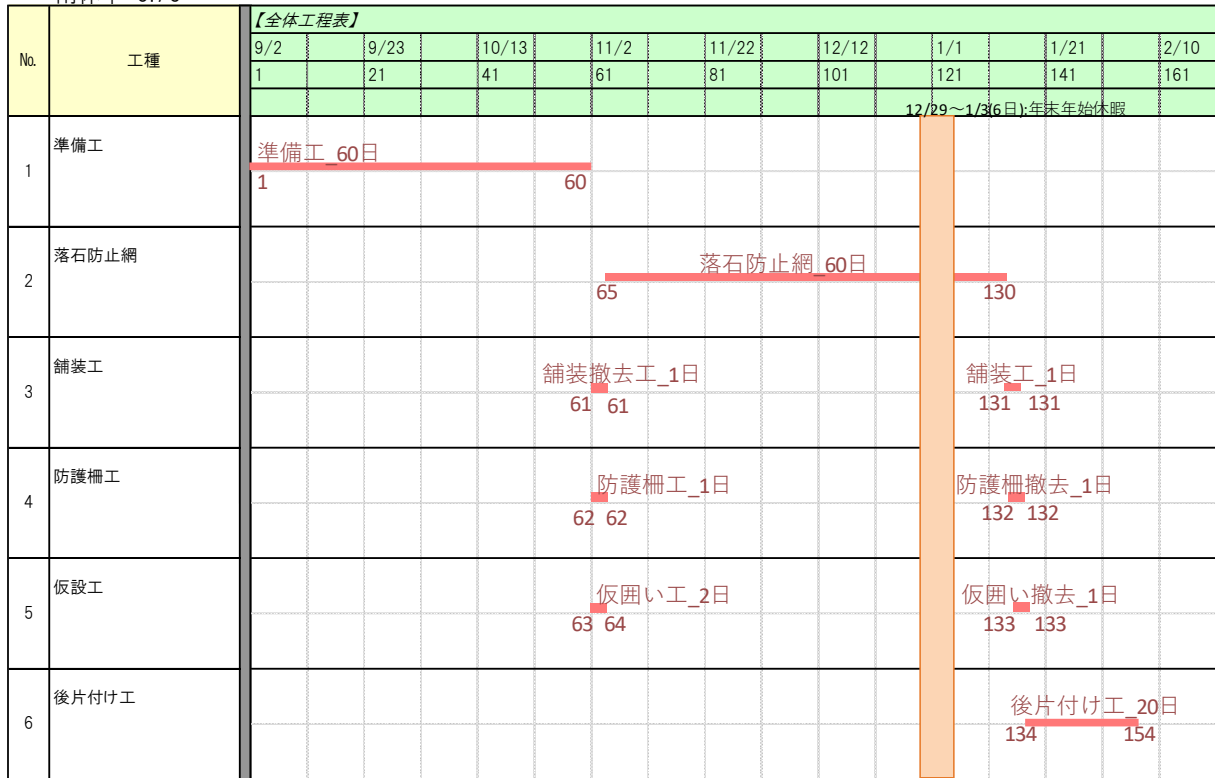 【全体工程表】
No. 工種
9/2 9/23 10/13 11/2 11/22 12/12 1/1 1/21 2/10
1 21 41 61 81 101 121 141 161
12/29～1/3(6日):年末年始休暇
1 準備工
準備工_60日
1 60
2 落石防止網
落石防止網_60日
65 130
3 舗装工
舗装撤去工_1日 舗装工_1日
61 61 131 131
4 防護柵工
防護柵工_1日 防護柵撤去_1日
62 62 132 132
5 仮設工
仮囲い工_2日 仮囲い撤去_1日
63 64 133 133
6 後片付け工
後片付け工_20日
134 154